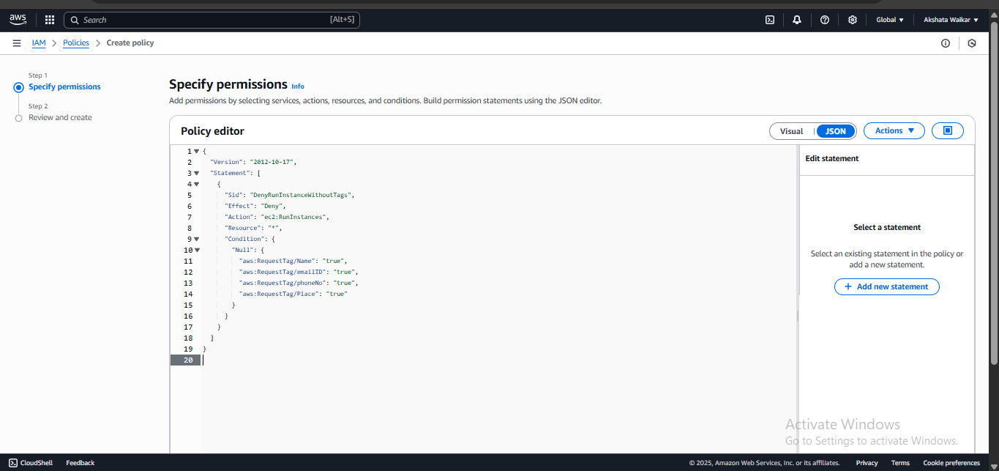 aws
Search
[Alt+S]
Global
Akshata Waikar
IAM
Policies
Create policy
Step 1
Specify permissions
Step 2
Review and create
Specify permissions Info
Add permissions by selecting services, actions, resources, and conditions. Build permission statements using the JSON editor.
Policy editor
Visual
JSON
Actions
1 {
2 "Version": "2012-10-17",
3 "Statement": [
4 {
5 "Sid": "DenyRunInstanceWithoutTags",
6 "Effect": "Deny",
7 "Action": "ec2:RunInstances",
8 "Resource": "*",
9 "Condition": {
10 "Null": {
11 "aws:RequestTag/Name": "true",
12 "aws:RequestTag/emailID": "true",
13 "aws:RequestTag/phoneNo": "true",
14 "aws:RequestTag/Place": "true"
15 }
16 }
17 }
18 ]
19 }
20
Edit statement
Select a statement
Select an existing statement in the policy or
add a new statement.
+ Add new statement
Activate Windows
Go to Settings to activate Windows.
CloudShell
Feedback
© 2025, Amazon Web Services, Inc. or its affiliates.
Privacy
Terms
Cookie preferences